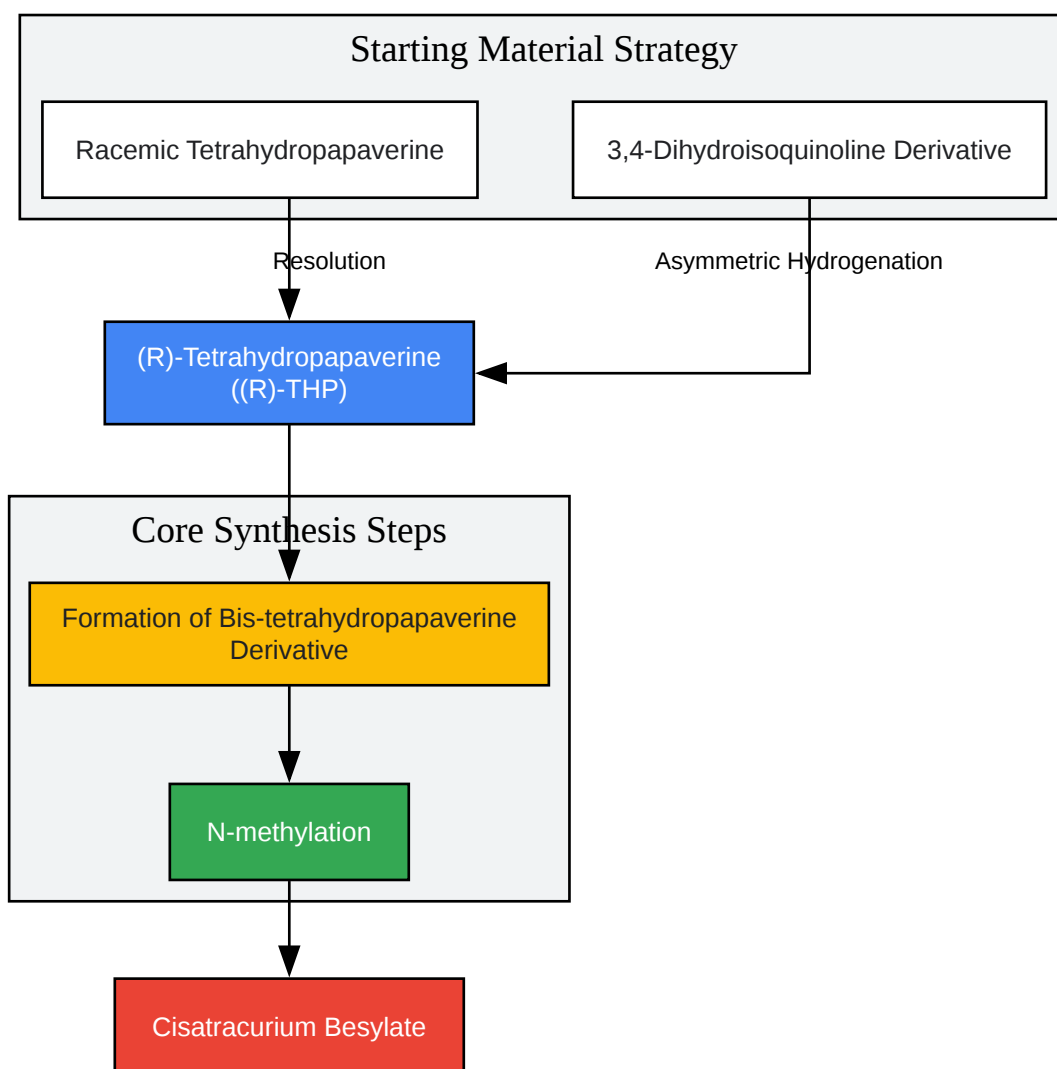 Starting Material Strategy
Racemic Tetrahydropapaverine
3,4-Dihydroisoquinoline Derivative
Resolution
Asymmetric Hydrogenation
(R)-Tetrahydropapaverine
((R)-THP)
Core Synthesis Steps
Formation of Bis-tetrahydropapaverine
Derivative
N-methylation
Cisatracurium Besylate